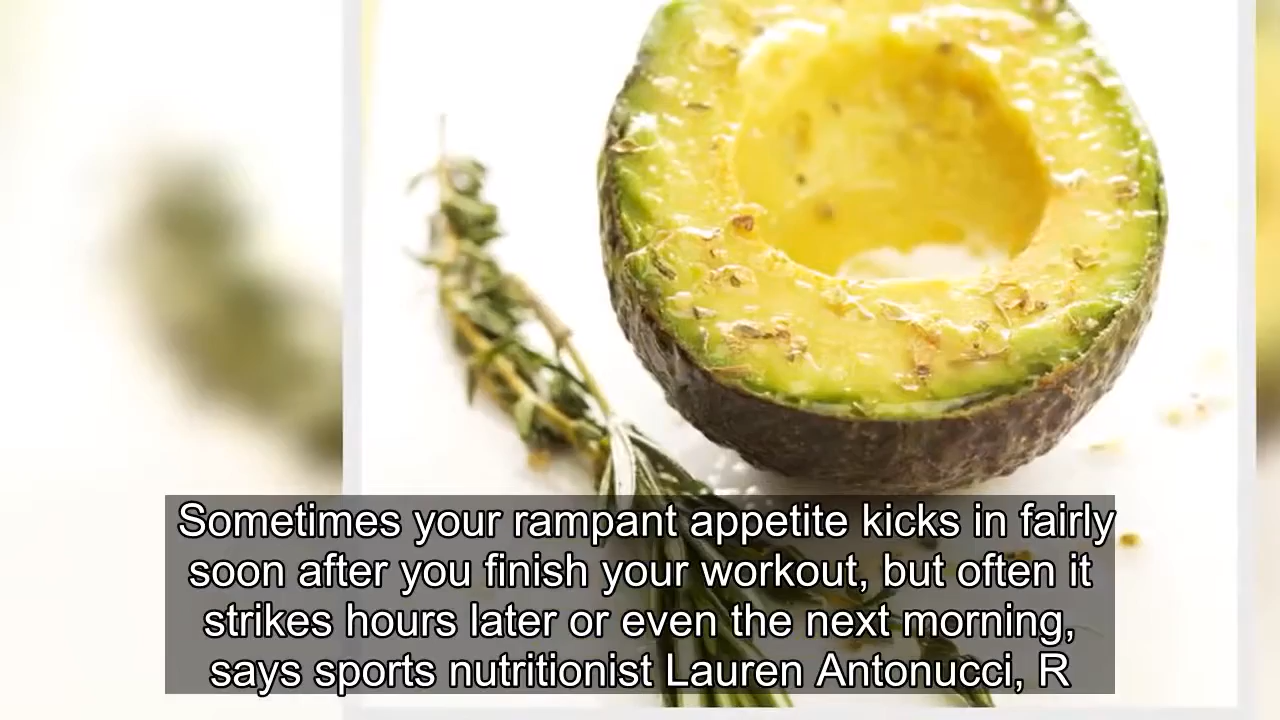 Sometimes your rampant appetite kicks in fairly
soon after you finish your workout, but often it
strikes hours later or even the next morning,
says sports nutritionist Lauren Antonucci, R